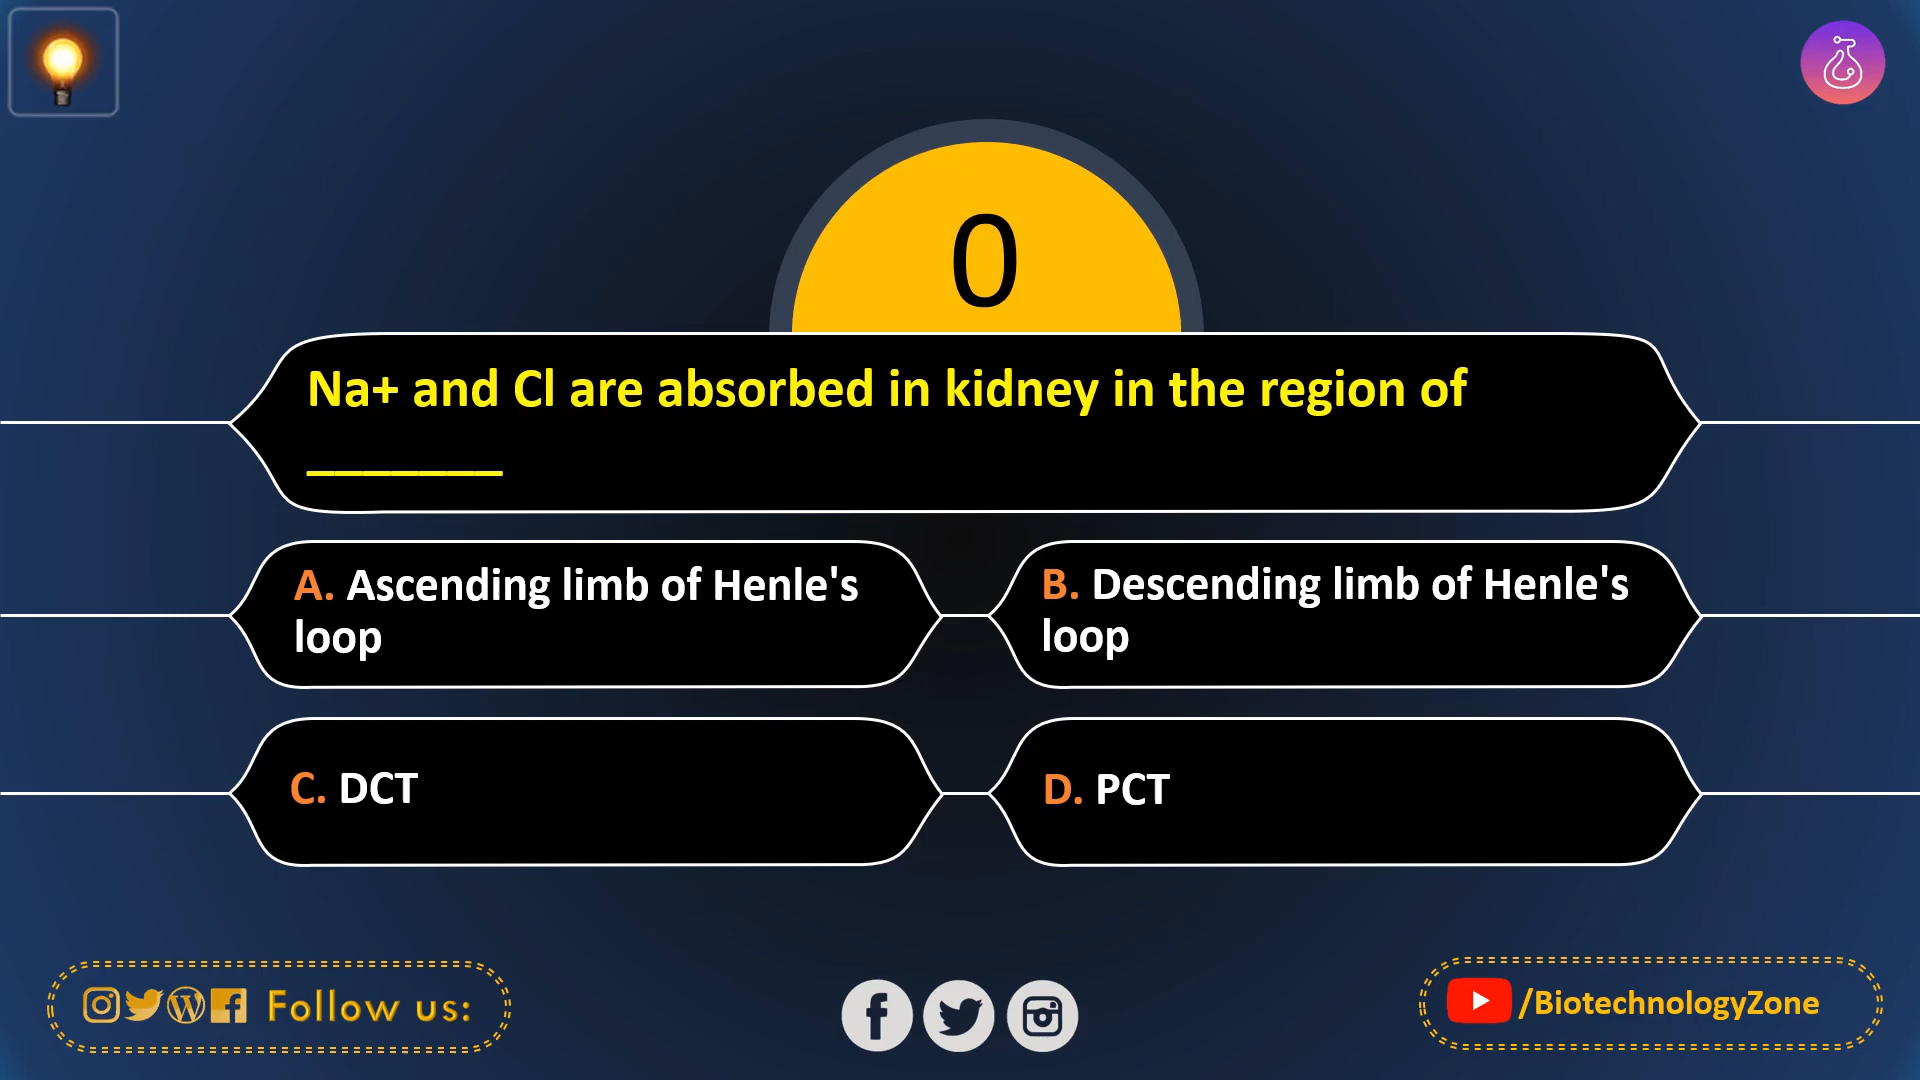 0
Na+ and Cl are absorbed in kidney in the region of
_______
A. Ascending limb of Henle's
loop
B. Descending limb of Henle's
loop
C. DCT
D. PCT
Follow us:
/BiotechnologyZone